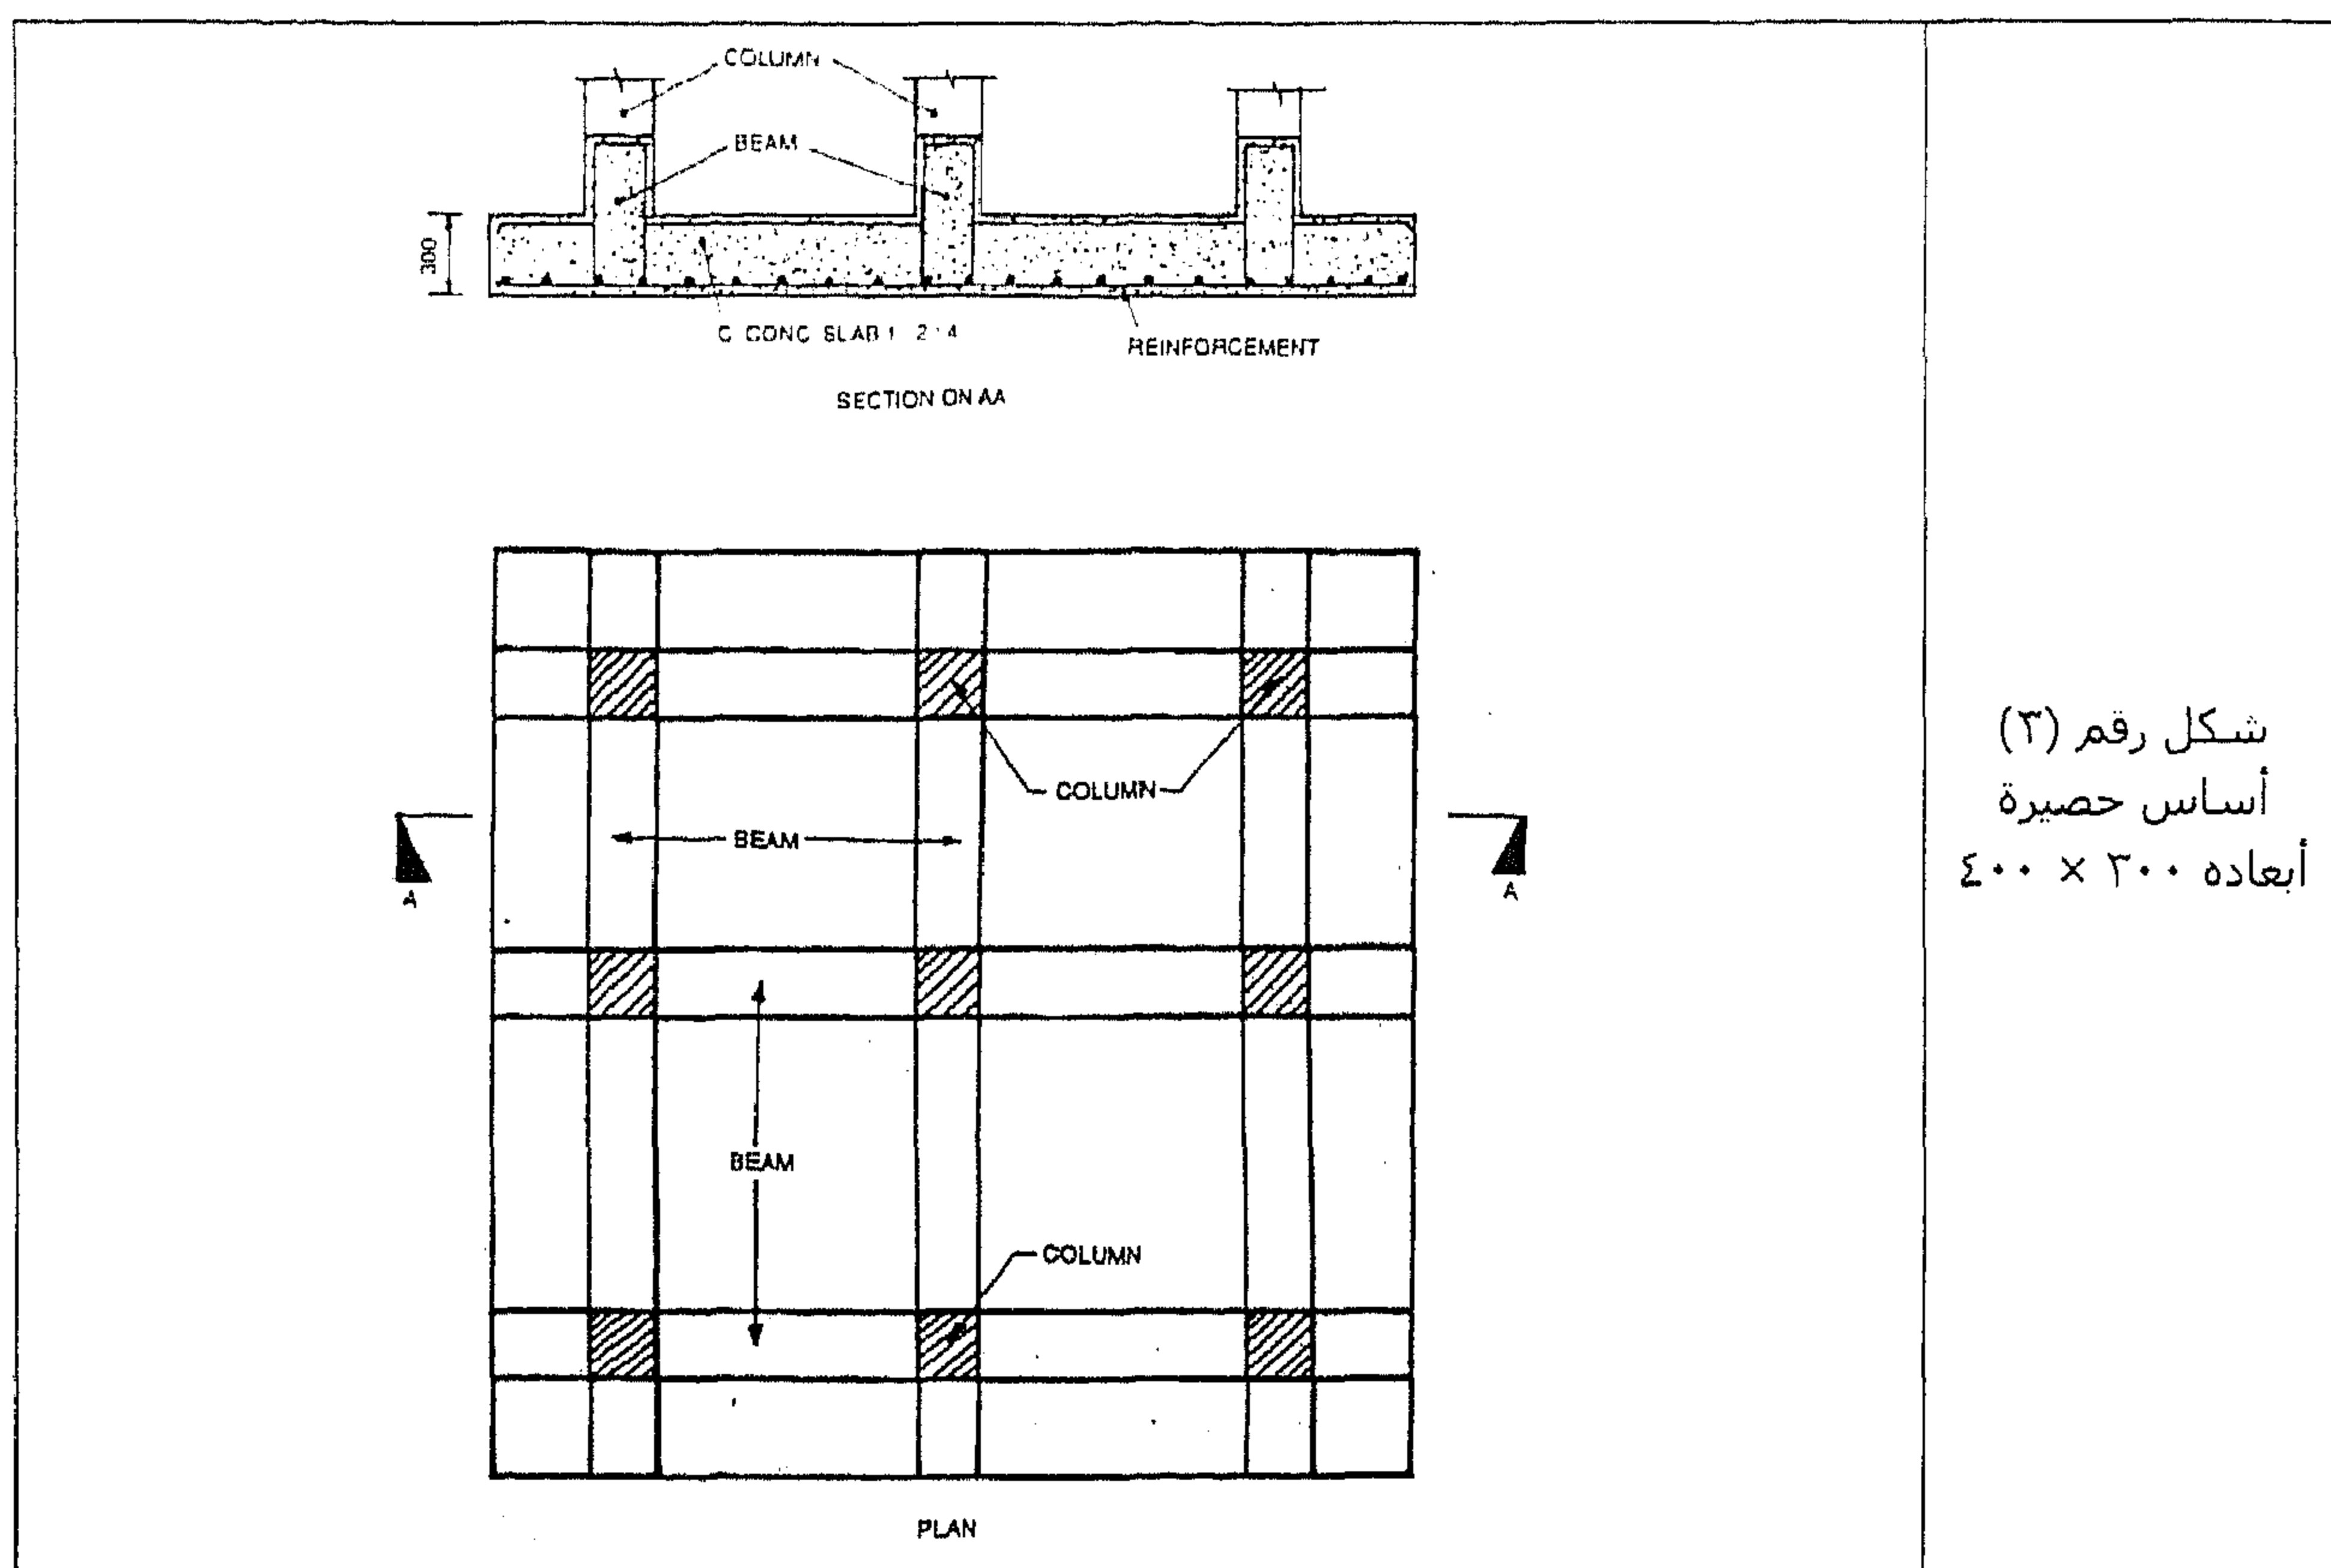 COLUMN
BEAM
300
C CONC SLAB 1 2:4
REINFORCEMENT
SECTION ON AA
COLUMN
BEAM
A
A
BEAM
COLUMN
PLAN
شكل رقم (٣)
أساس حصيرة
أبعاده ٣٠٠ × ٤٠٠